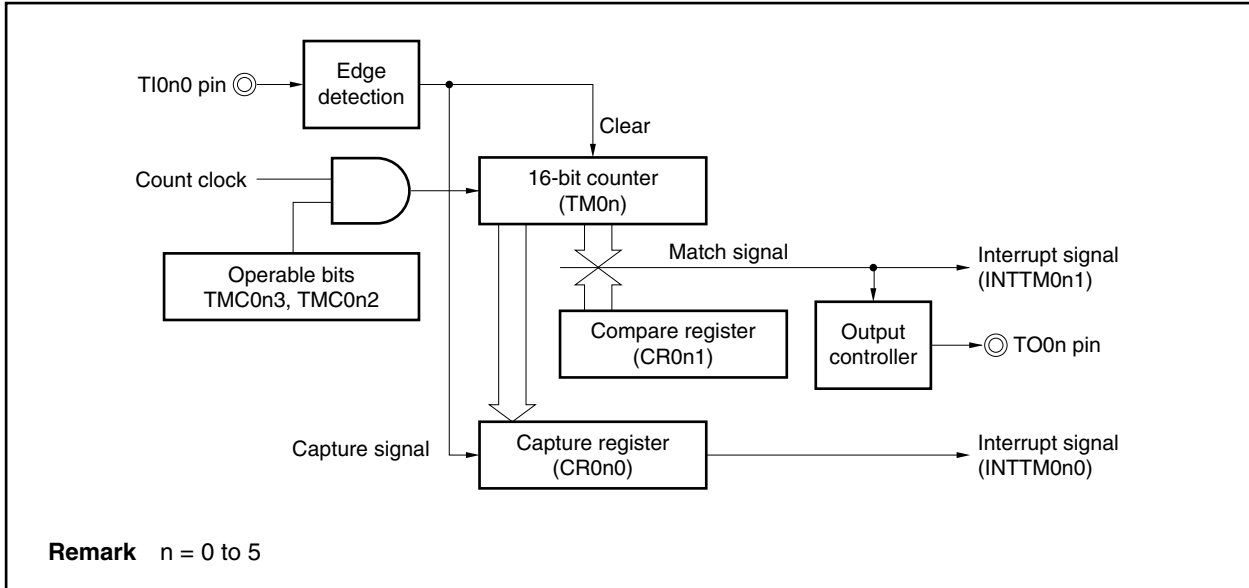 TI0n0 pin
Edge
detection
Clear
Count clock
16-bit counter
(TM0n)
Operable bits
TMC0n3, TMC0n2
Match signal
Interrupt signal
(INTTM0n1)
Compare register
(CR0n1)
Output
controller
TO0n pin
Capture signal
Capture register
(CR0n0)
Interrupt signal
(INTTM0n0)
Remark n = 0 to 5